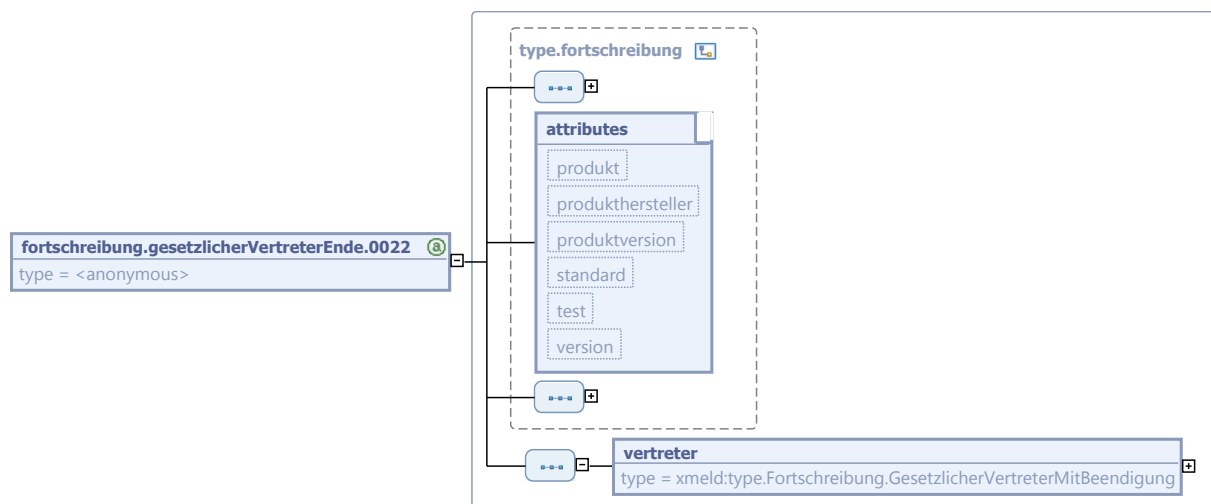 type.fortschreibung
attributes
produkt
produkthersteller
produktversion
fortschreibung.gesetzlicherVertreterEnde.0022
type = <anonymous>
standard
test
version
vertreter
type = xmeld:type.Fortschreibung.GesetzlicherVertreterMitBeendigung